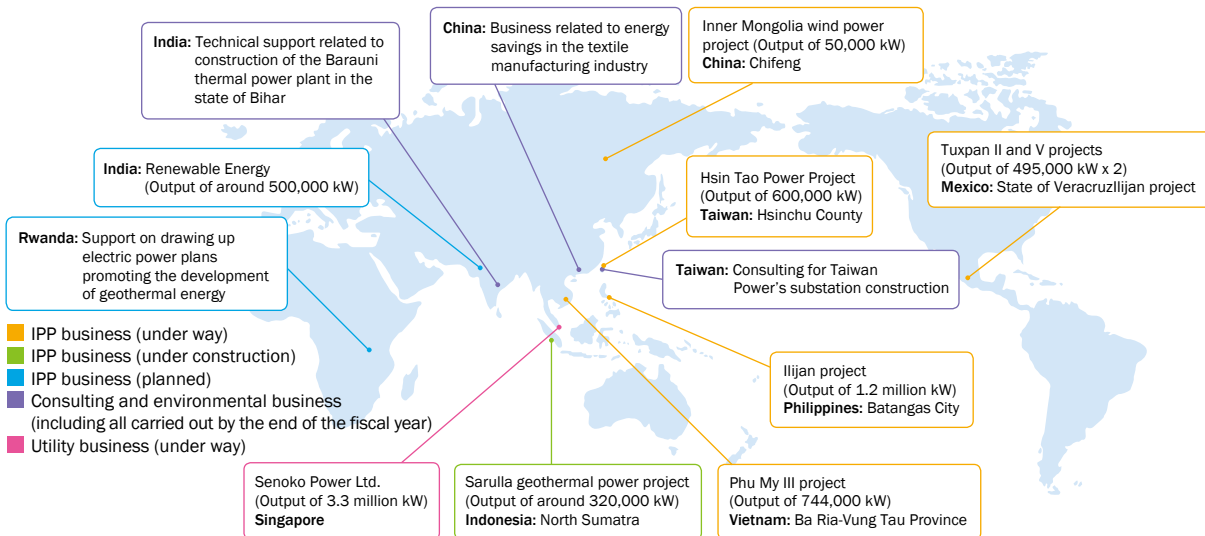 India: Technical support related to
construction of the Barauni
thermal power plant in the
state of Bihar
China: Business related to energy
savings in the textile
manufacturing industry
Inner Mongolia wind power
project (Output of 50,000 kW)
China: Chifeng
India: Renewable Energy
(Output of around 500,000 kW)
Hsin Tao Power Project
(Output of 600,000 kW)
Taiwan: Hsinchu County
Tuxpan II and V projects
(Output of 495,000 kW x 2)
Mexico: State of VeracruzIlijan project
Rwanda: Support on drawing up
electric power plans
promoting the development
of geothermal energy
Taiwan: Consulting for Taiwan
Power's substation construction
IPP business (under way)
IPP business (under construction)
IPP business (planned)
Consulting and environmental business
(including all carried out by the end of the fiscal year)
Utility business (under way)
Ilijan project
(Output of 1.2 million kW)
Philippines: Batangas City
Senoko Power Ltd.
(Output of 3.3 million kW)
Singapore
Sarulla geothermal power project
(Output of around 320,000 kW)
Indonesia: North Sumatra
Phu My III project
(Output of 744,000 kW)
Vietnam: Ba Ria-Vung Tau Province